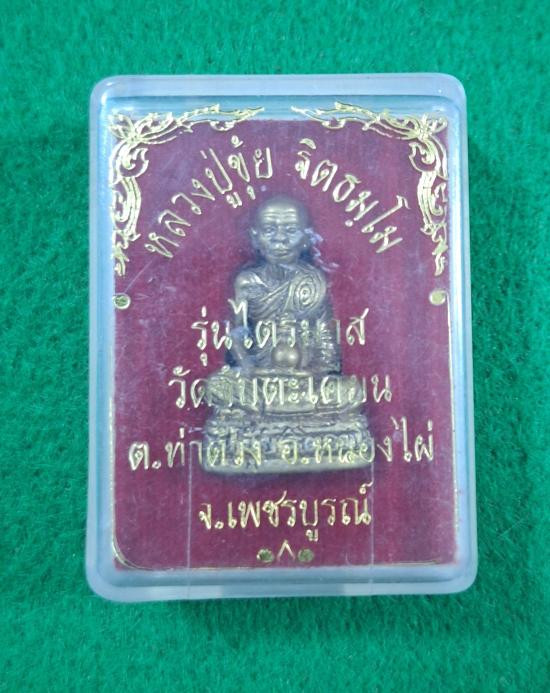 หลวงปู่ขุ้ย จิตธมฺโม
รุ่นไตรมาส
วัดซับตะเคียน
ต.ท่าด้วง อ.หนองไผ่
จ.เพชรบูรณ์